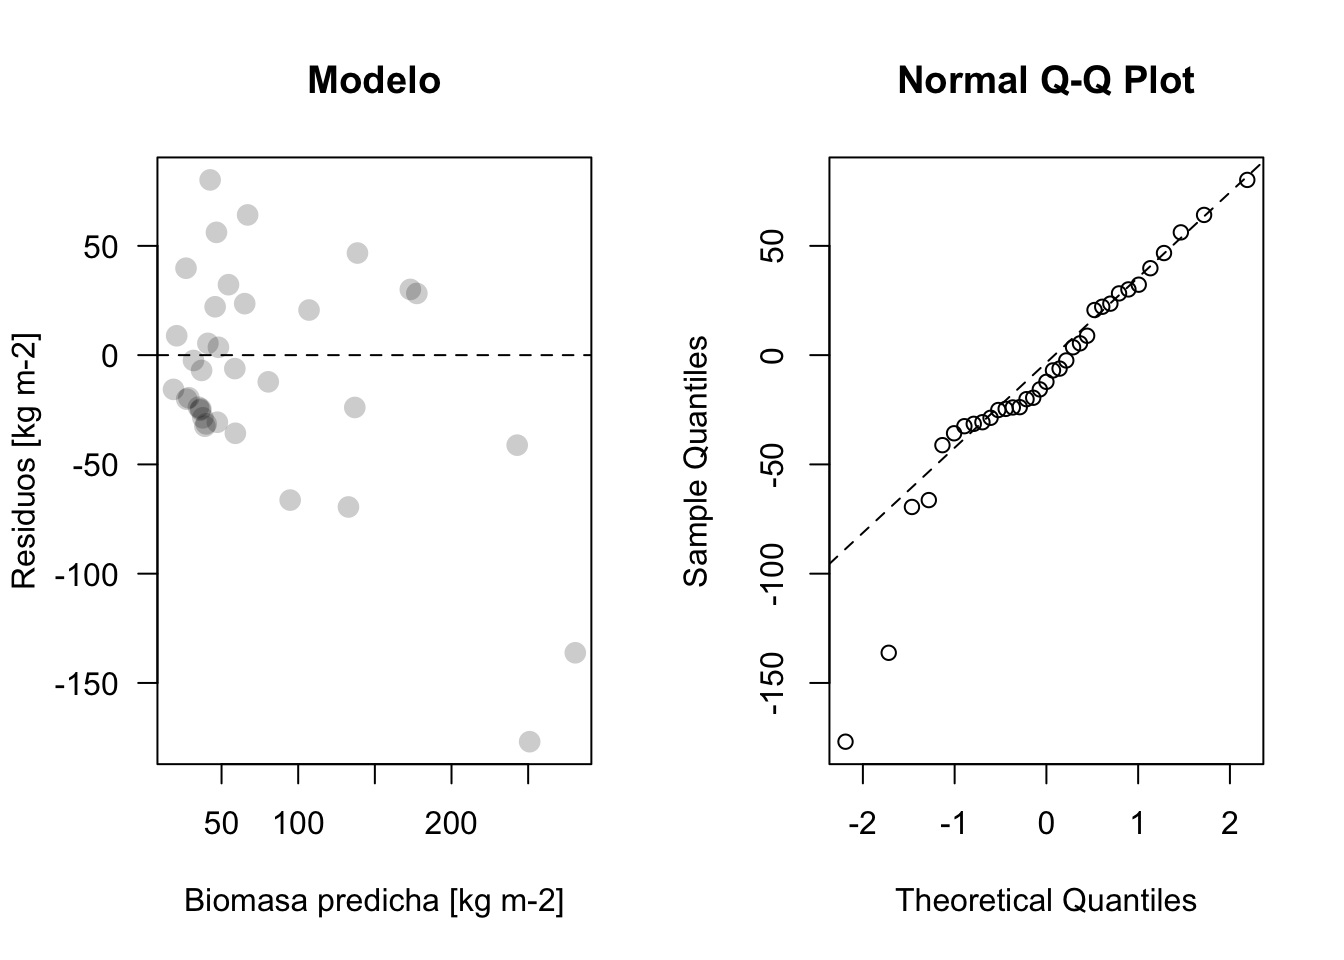 Modelo
50
0
-50
-100
-150
Residuos [kg m-2]
50 100 200
Biomasa predicha [kg m-2]
Normal Q-Q Plot
50
0
-50
-100
-150
Sample Quantiles
-2 -1 0 1 2
Theoretical Quantiles